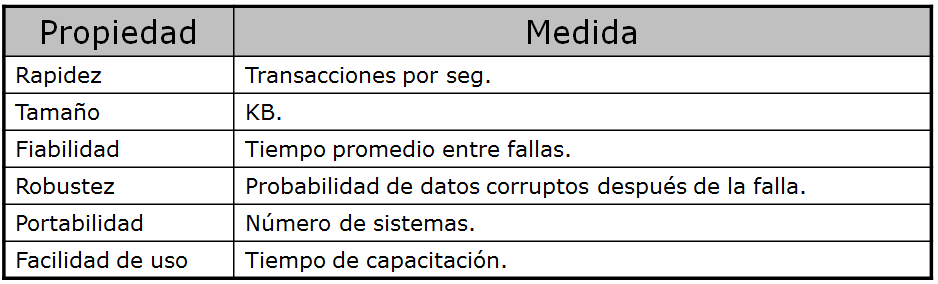 Propiedad Medida
Rapidez Transacciones por seg.
Tamaño KB.
Fiabilidad Tiempo promedio entre fallas.
Robustez Probabilidad de datos corruptos después de la falla.
Portabilidad Número de sistemas.
Facilidad de uso Tiempo de capacitación.